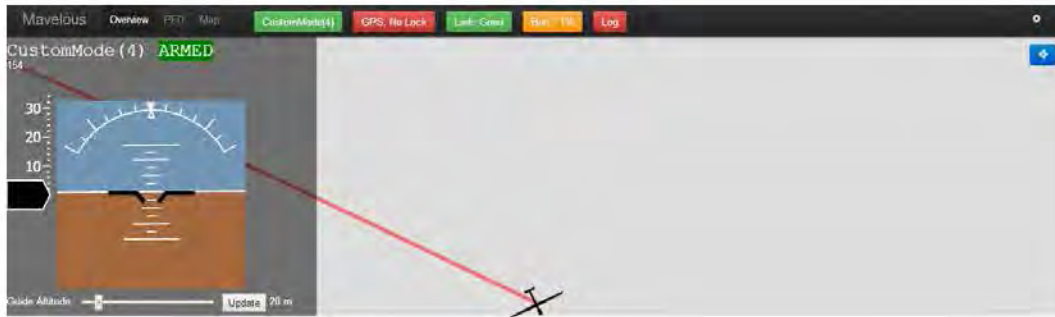 Mavelous Overview PFD Map CustomMode(4) GPS: No Lock Link: Good Log
CustomMode(4) ARMED
154
30
20
10
Guide Altitude Update 20 m